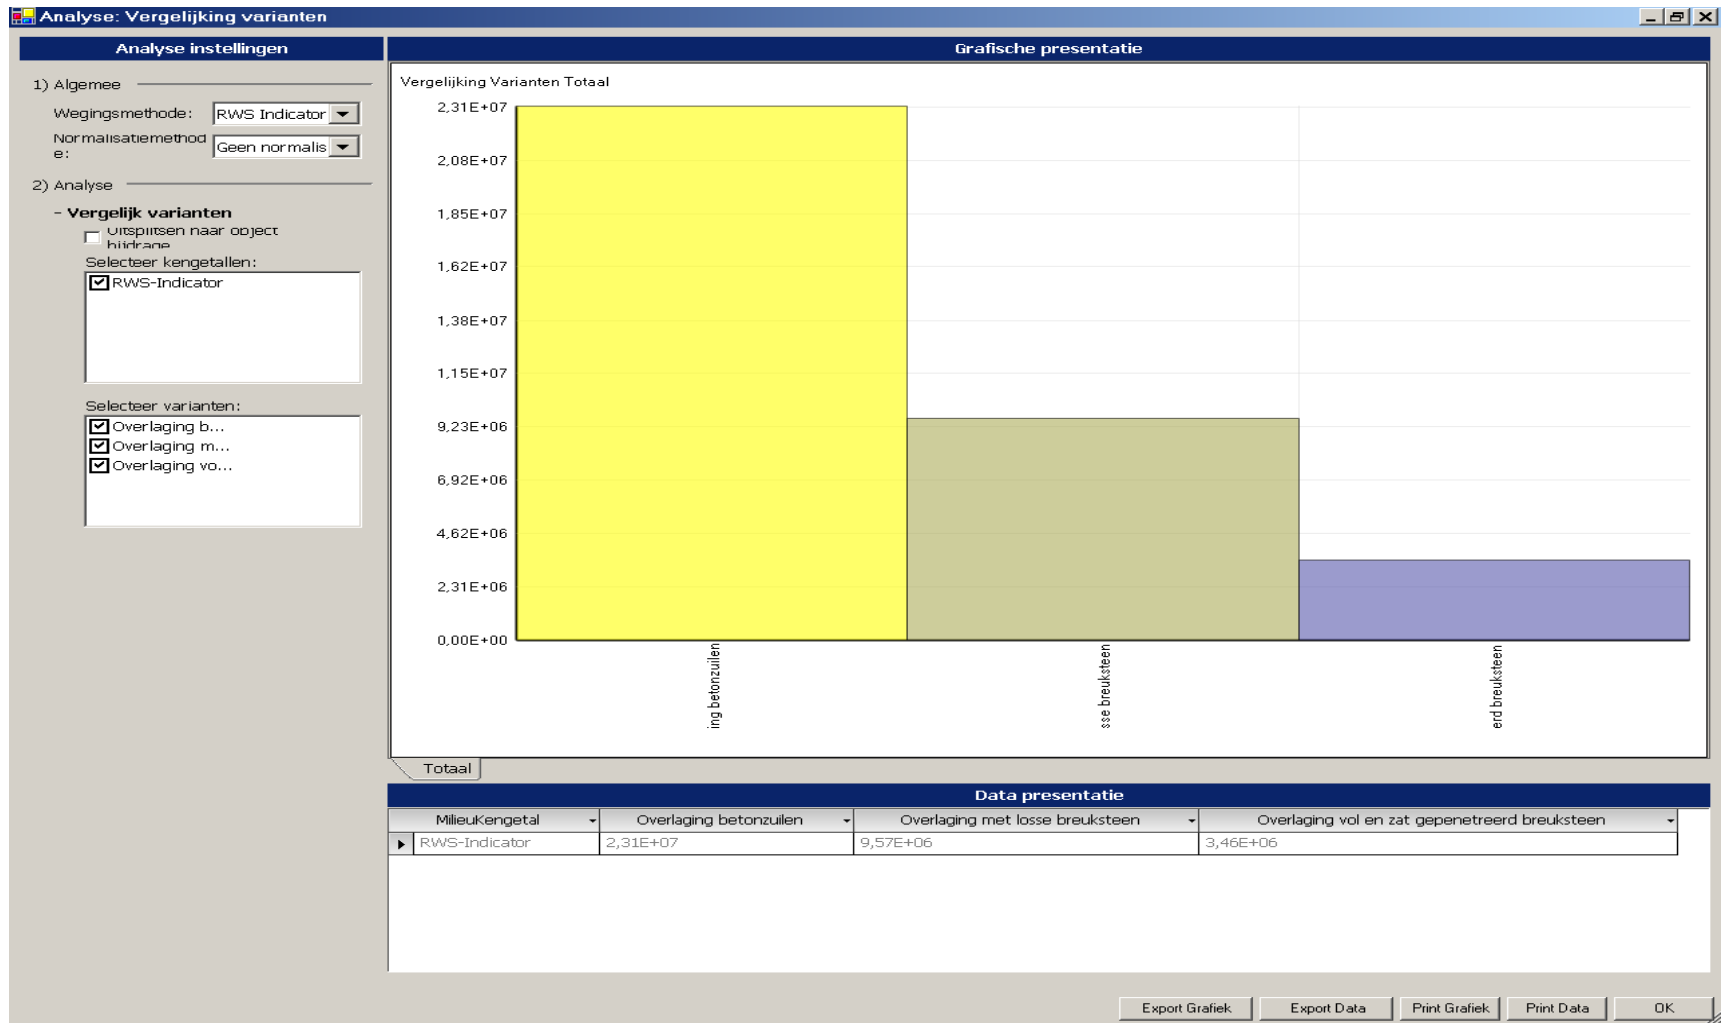 Analyse: Vergelijking varianten
Analyse instellingen
1) Algemee
Wegingsmethode:
RWS Indicator
Normalisatiemethod
e:
Geen normalis
2) Analyse
- Vergelijk varianten
Uitsplitsen naar object
bijdrage
Selecteer kengetallen:
RWS-Indicator
Selecteer varianten:
Overlaging b...
Overlaging m...
Overlaging vo...
Grafische presentatie
Vergelijking Varianten Totaal
2,31E+07
2,08E+07
1,85E+07
1,62E+07
1,38E+07
1,15E+07
9,23E+06
6,92E+06
4,62E+06
2,31E+06
0,00E+00
ing betonzuilen
sse breuksteen
erd breuksteen
Totaal
Data presentatie
MilieuKengetal Overlaging betonzuilen Overlaging met losse breuksteen Overlaging vol en zat gepenetreerd breuksteen
RWS-Indicator 2,31E+07 9,57E+06 3,46E+06
Export Grafiek Export Data Print Grafiek Print Data OK